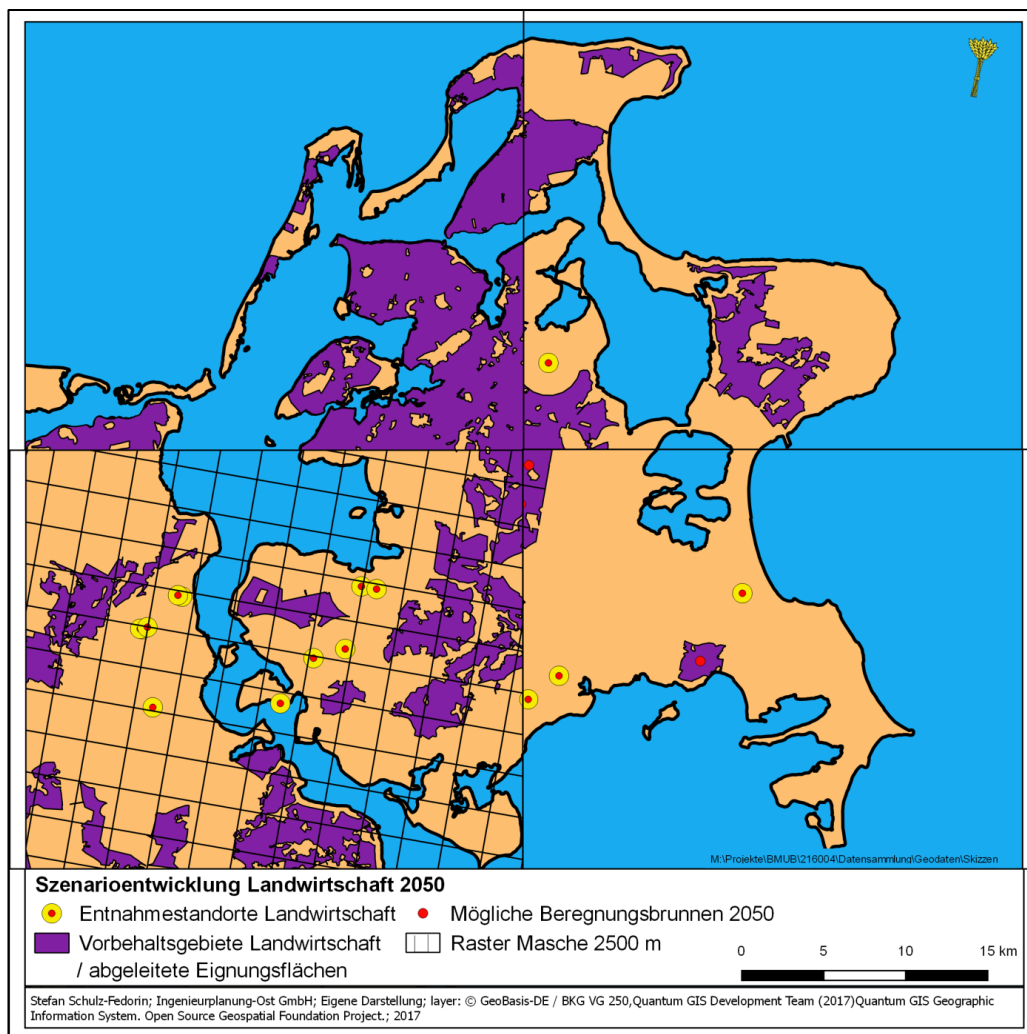 M:\Projekte\BMUB\216004\Datensammlung\Geodaten\Skizzen
Szenarioentwicklung Landwirtschaft 2050
Entnahmestandorte Landwirtschaft
Mögliche Beregnungsbrunnen 2050
Vorbehaltsgebiete Landwirtschaft
/ abgeleitete Eignungsflächen
Raster Masche 2500 m
0 5 10 15 km
Stefan Schulz-Fedorin; Ingenieurplanung-Ost GmbH; Eigene Darstellung; layer: © GeoBasis-DE / BKG VG 250,Quantum GIS Development Team (2017)Quantum GIS Geographic
Information System. Open Source Geospatial Foundation Project.; 2017